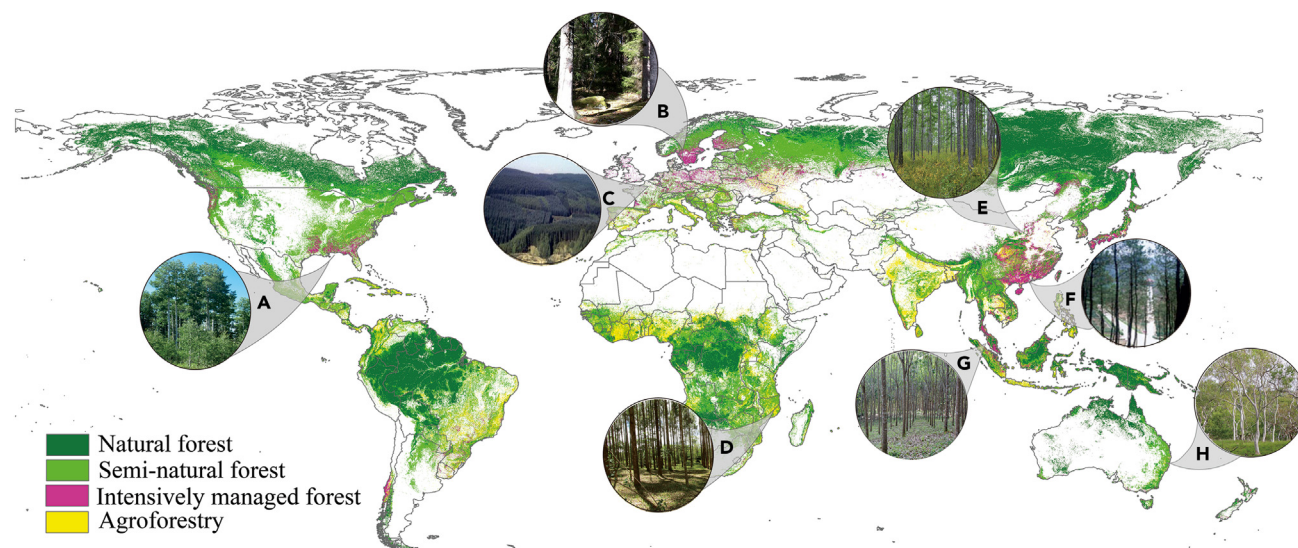 B
E
C
A
F
G
D
H
Natural forest
Semi-natural forest
Intensively managed forest
Agroforestry